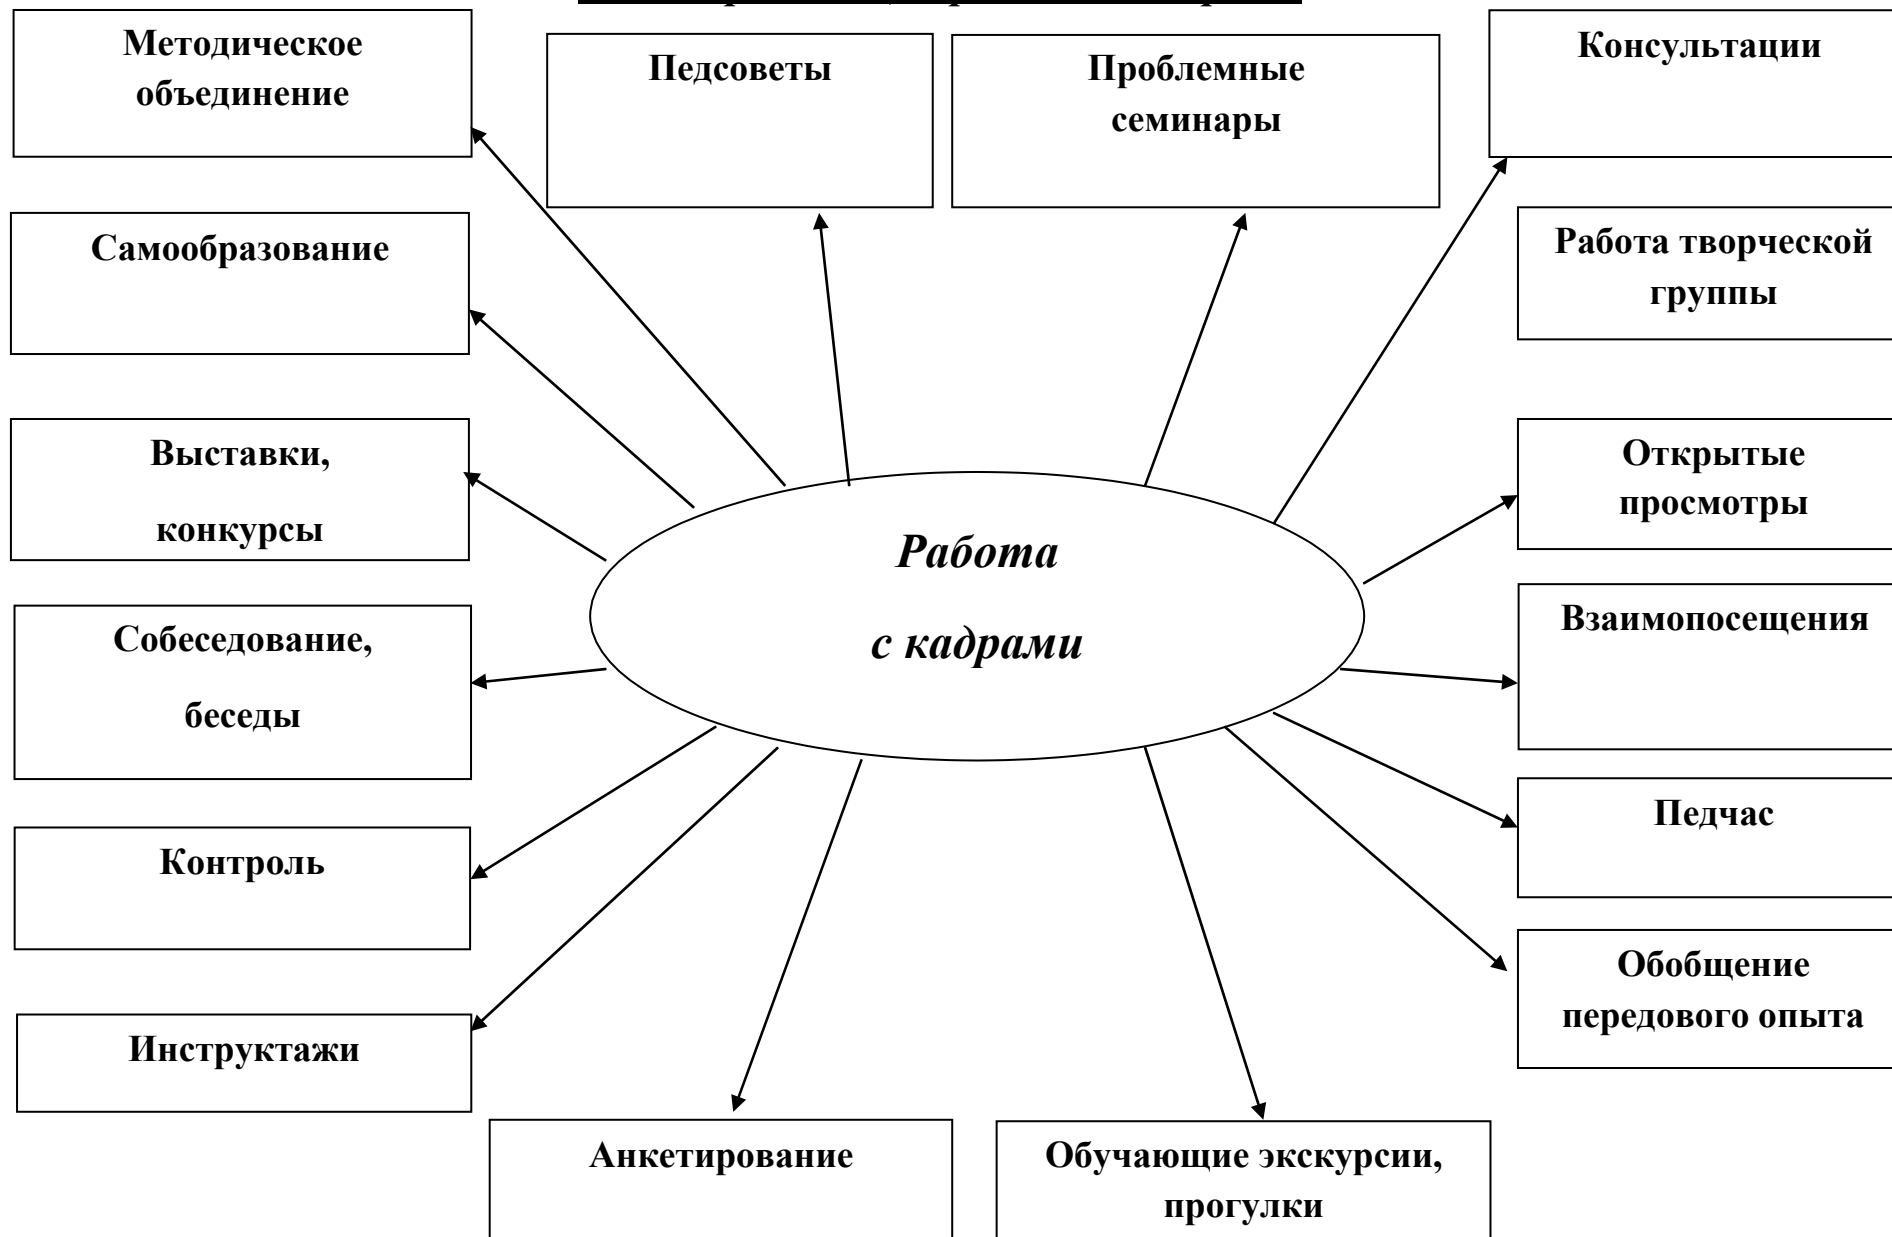 Методическое
объединение
Педсоветы
Проблемные
семинары
Консультации
Самообразование
Работа творческой
группы
Выставки,
конкурсы
Открытые
просмотры
Работа
с кадрами
Собеседование,
беседы
Взаимопосещения
Контроль
Педчас
Инструктажи
Обобщение
передового опыта
Анкетирование
Обучающие экскурсии,
прогулки